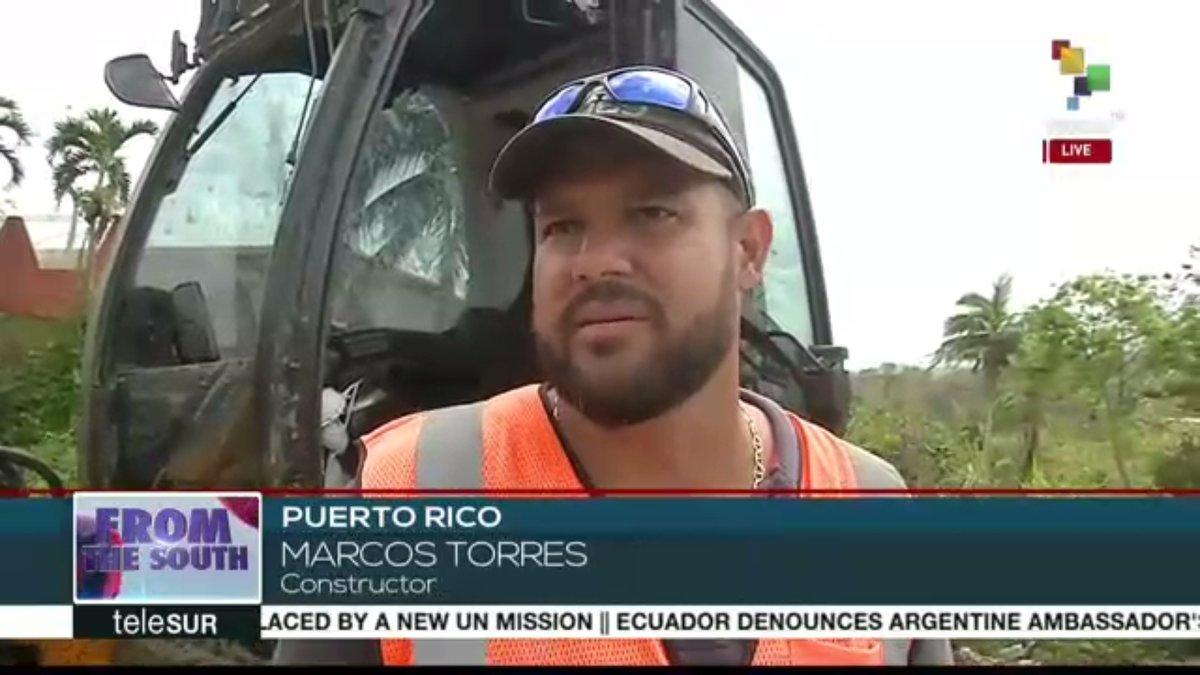 LIVE
PUERTO RICO
MARCOS TORRES
Constructor
FROM
THE SOUTH
teleSUR
LACED BY A NEW UN MISSION || ECUADOR DENOUNCES ARGENTINE AMBASSADOR'S